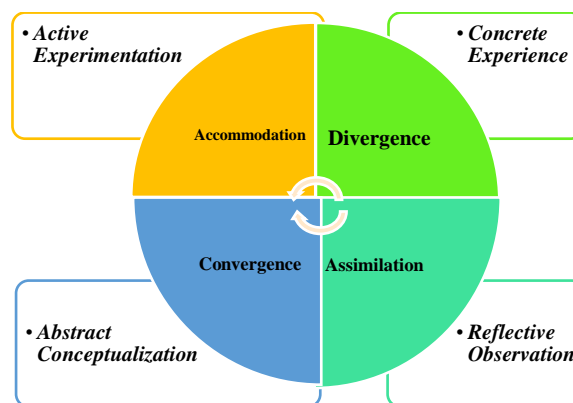 • Active
Experimentation
• Concrete
Experience
Accommodation
Divergence
Convergence
Assimilation
• Abstract
Conceptualization
• Reflective
Observation